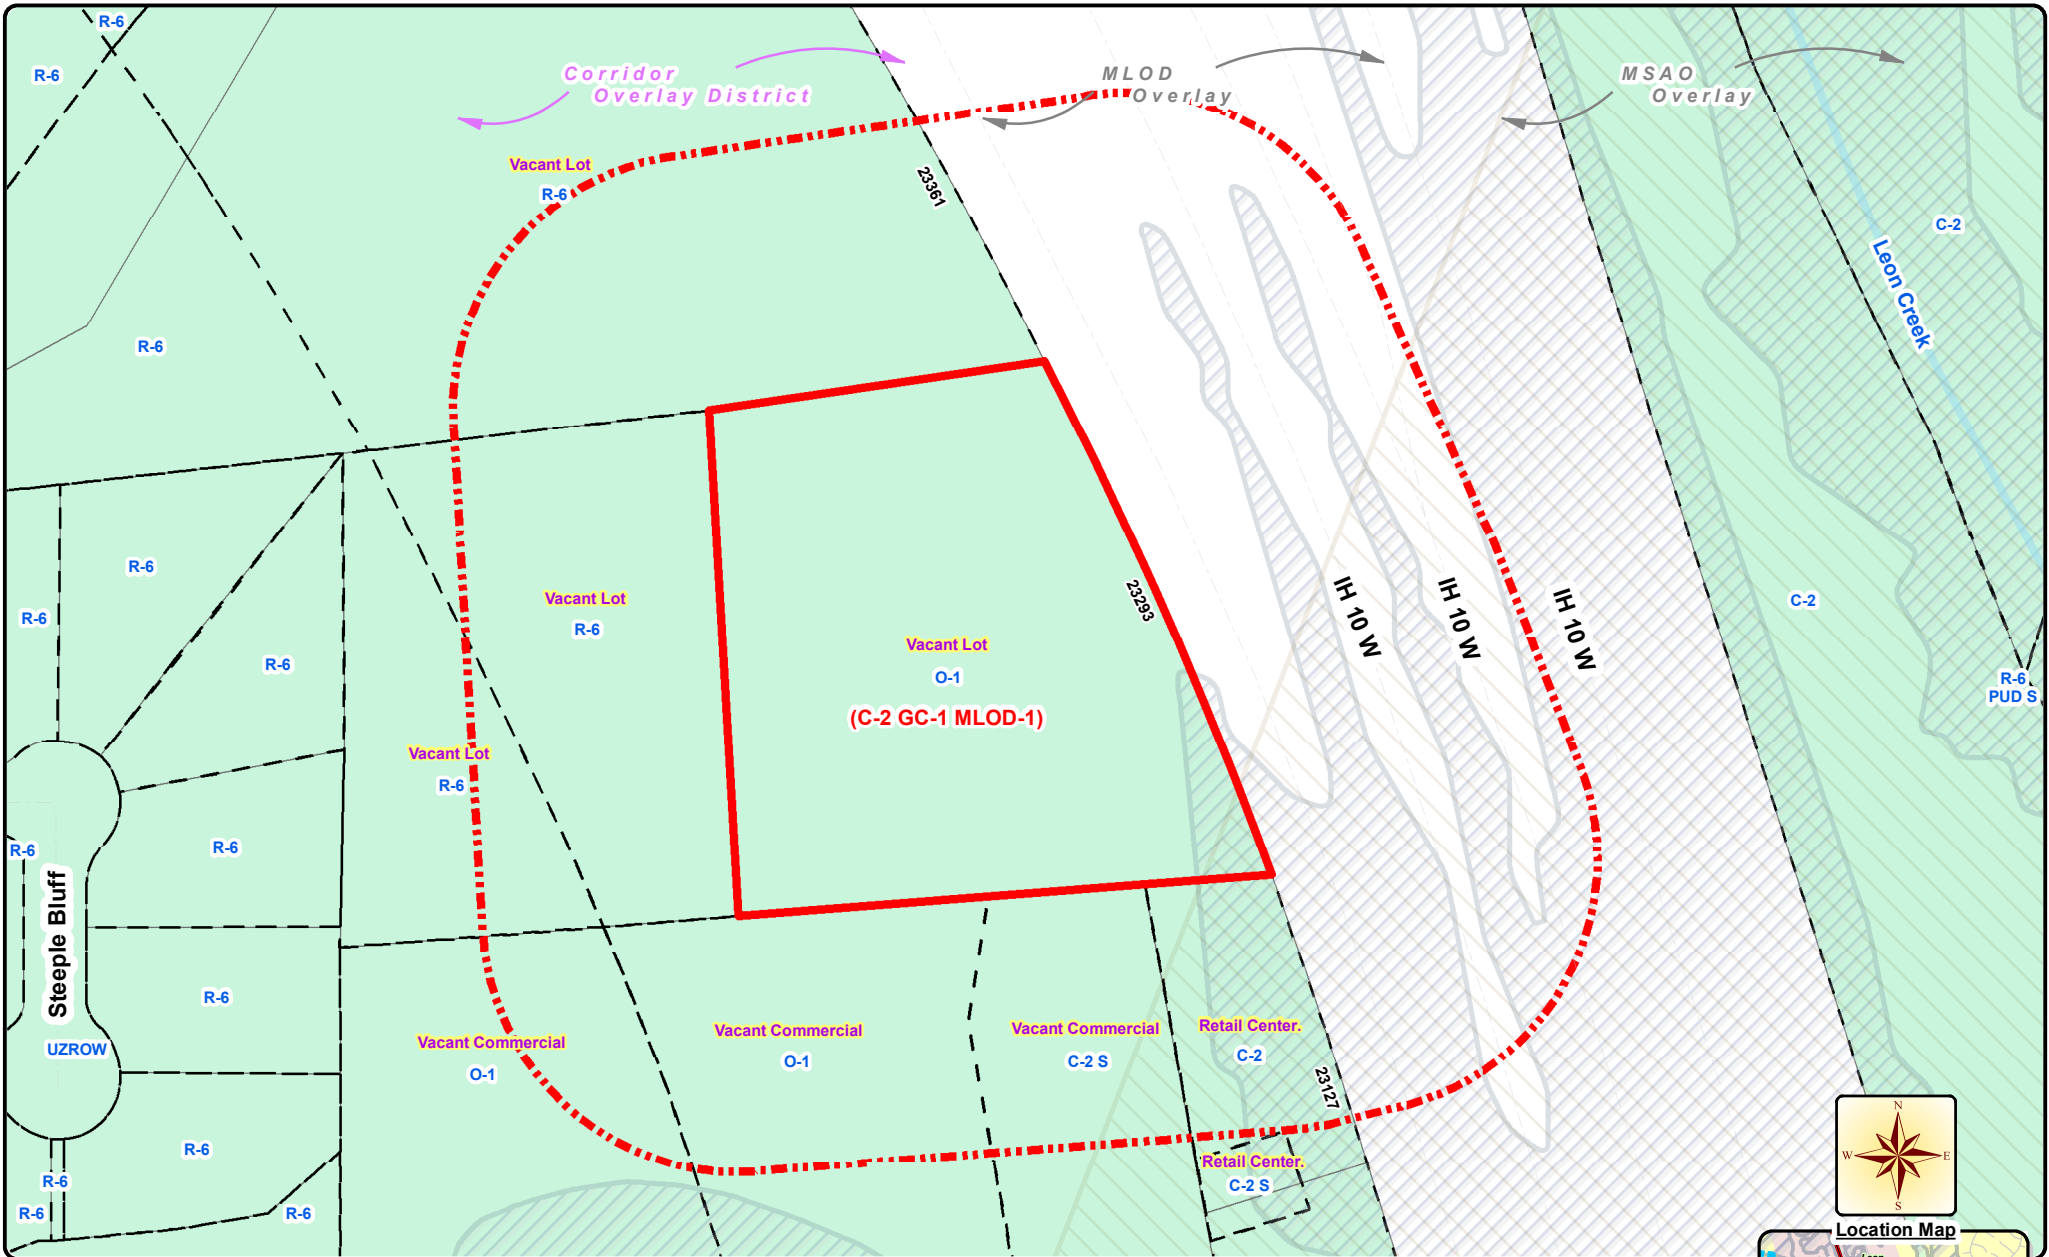 R-6
R-6
Corridor
Overlay District
MLOD
Overlay
MSAO
Overlay
Vacant Lot
R-6
23361
C-2
Leon Creek
R-6
R-6
R-6
Vacant Lot
R-6
23293
IH 10 W
IH 10 W
IH 10 W
C-2
R-6
Vacant Lot
O-1
(C-2 GC-1 MLOD-1)
R-6
PUD S
Vacant Lot
R-6
R-6
R-6
Steeple Bluff
R-6
UZROW
Vacant Commercial
O-1
Vacant Commercial
O-1
Vacant Commercial
C-2 S
Retail Center.
C-2
23127
R-6
R-6
R-6
R-6
Retail Center.
C-2 S
N
W
E
S
Location Map